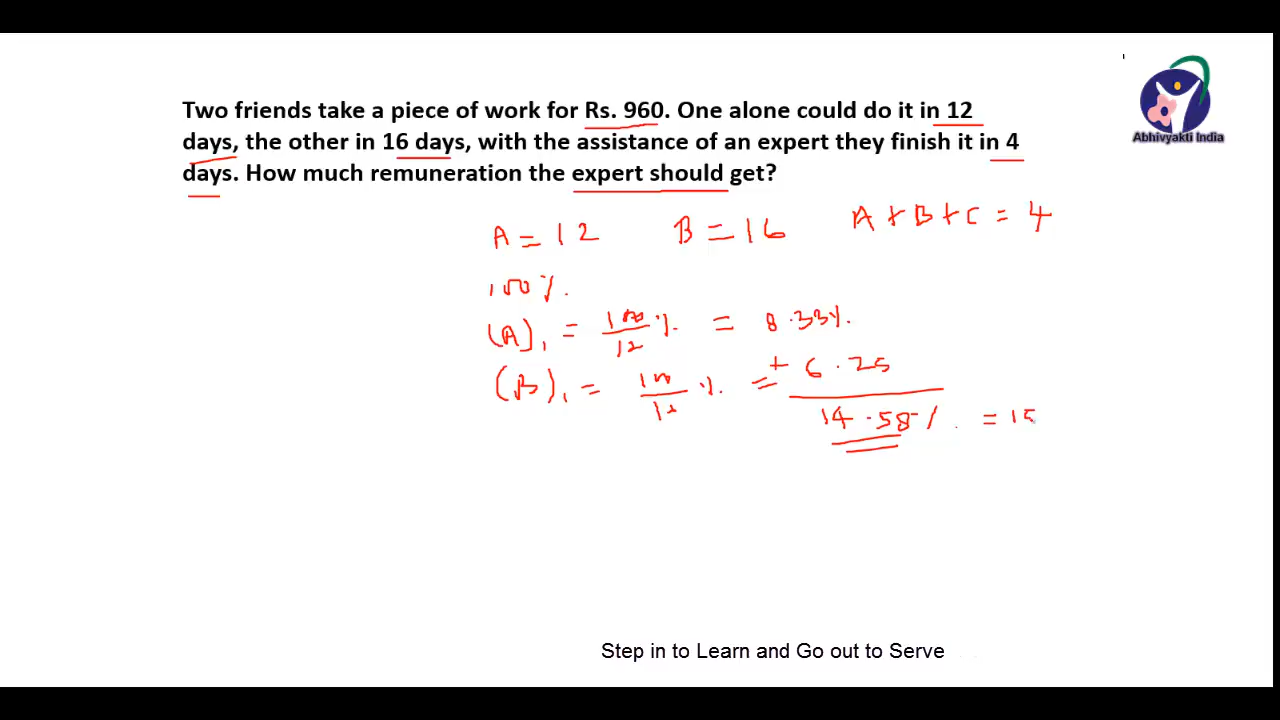 Two friends take a piece of work for Rs. 960. One alone could do it in 12
days, the other in 16 days, with the assistance of an expert they finish it in 4
days. How much remuneration the expert should get?
Abhivyakti India
A = 12 B = 16 A + B + C = 4
100%.
(A)₁ = 100/12 % = 8.33%.
(B)₁ = 100/12 % = + 6.25
14.58% = 15
Step in to Learn and Go out to Serve